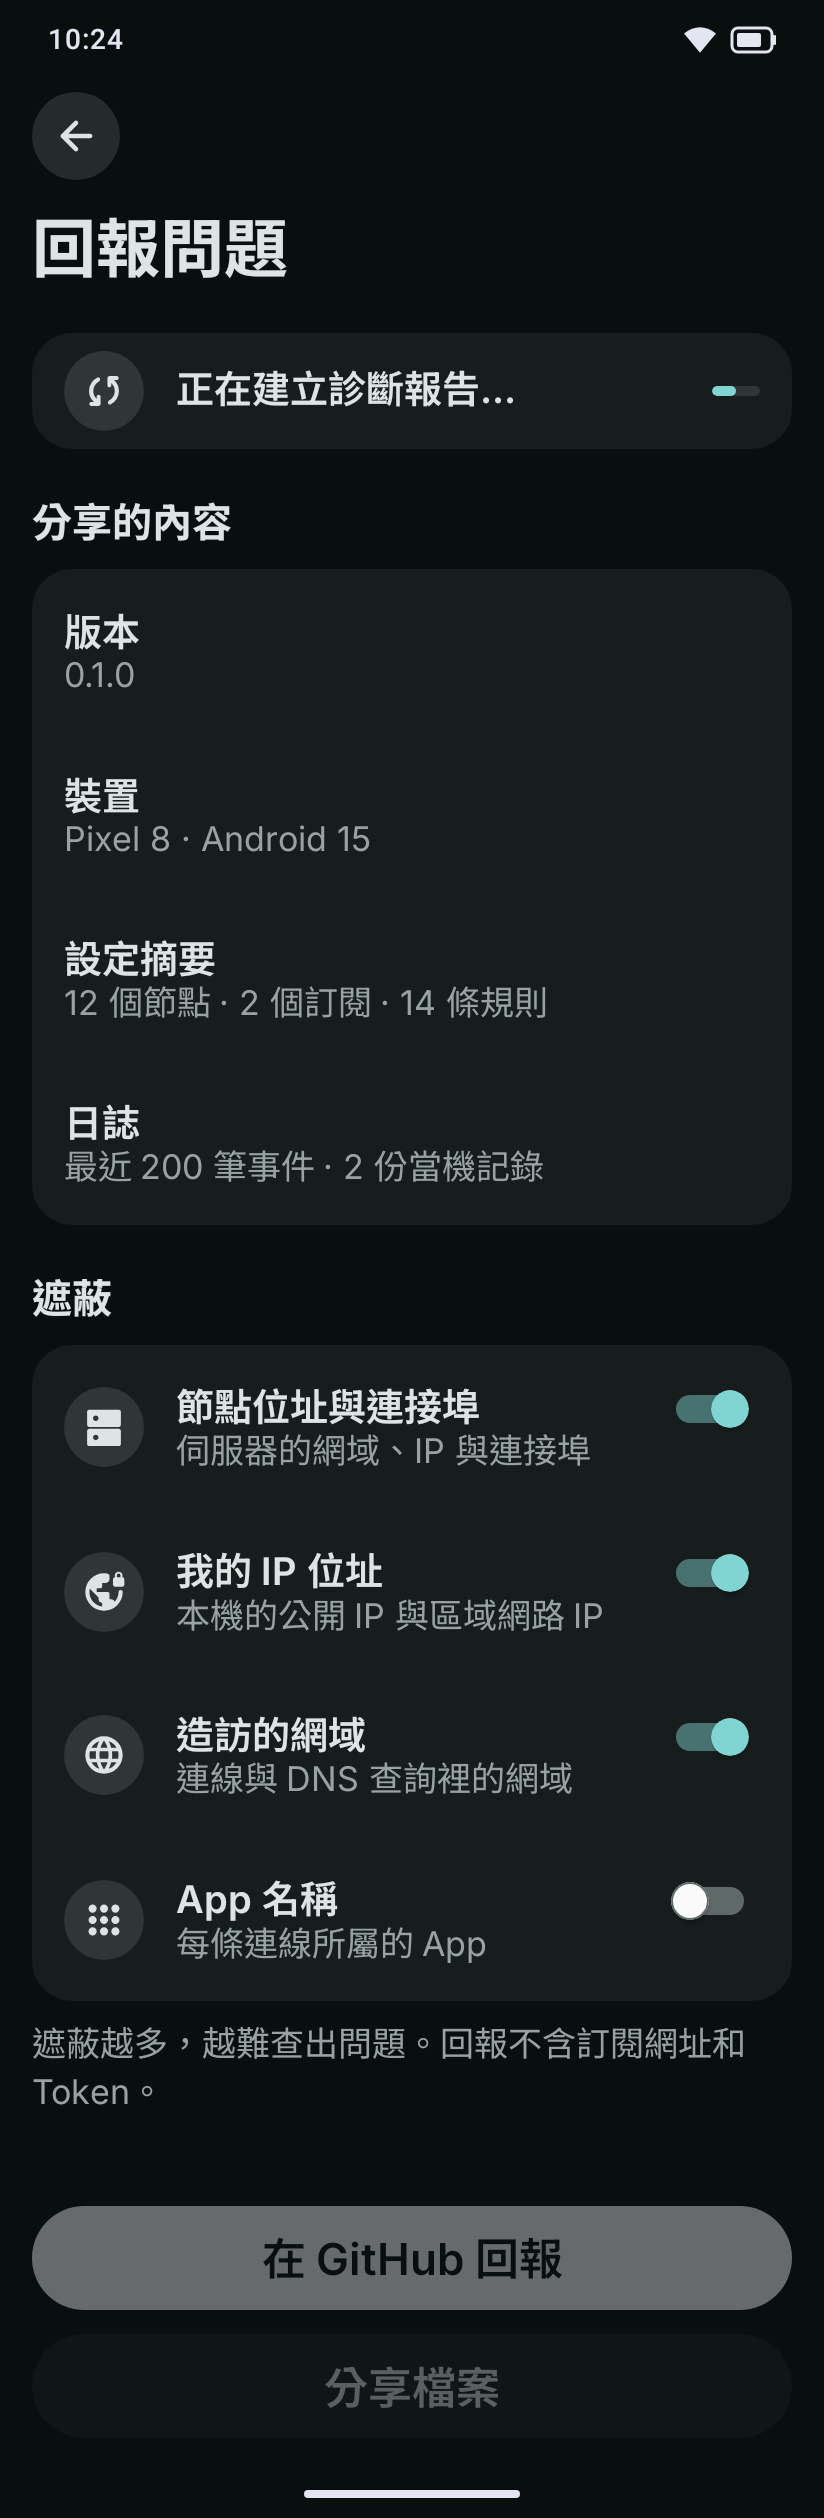 10:24
回報問題
正在建立診斷報告…
分享的內容
版本
0.1.0
裝置
Pixel 8 · Android 15
設定摘要
12 個節點 · 2 個訂閱 · 14 條規則
日誌
最近 200 筆事件 · 2 份當機記錄
遮蔽
節點位址與連接埠
伺服器的網域、IP 與連接埠
我的 IP 位址
本機的公開 IP 與區域網路 IP
造訪的網域
連線與 DNS 查詢裡的網域
App 名稱
每條連線所屬的 App
遮蔽越多，越難查出問題。回報不含訂閱網址和
Token。
在 GitHub 回報
分享檔案